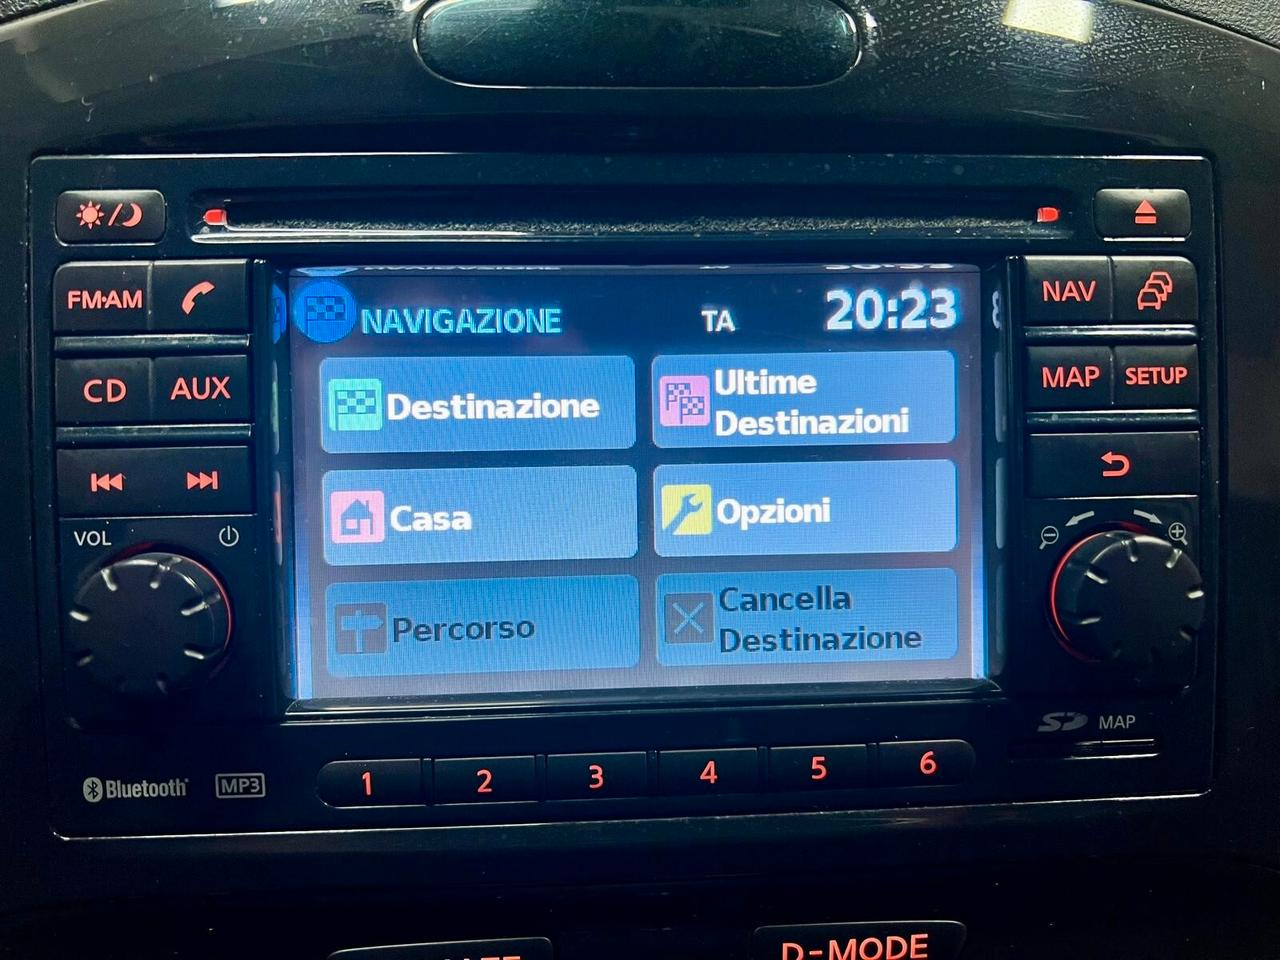 FM·AM
CD
AUX
VOL
NAVIGAZIONE
TA
20:23
Destinazione
Ultime
Destinazioni
Casa
Opzioni
Percorso
Cancella
Destinazione
NAV
MAP
SETUP
SD MAP
Bluetooth
MP3
1 2 3 4 5 6
D-MODE